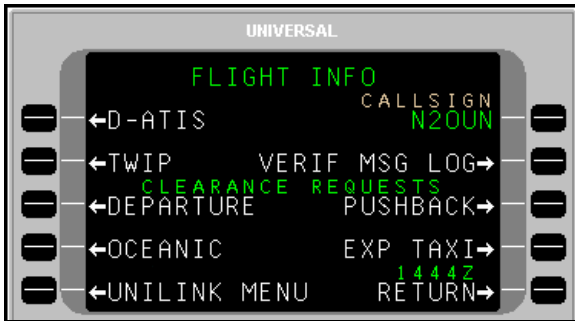 UNIVERSAL
FLIGHT INFO
CALLSIGN
←D-ATIS N20UN
←TWIP VERIF MSG LOG→
CLEARANCE REQUESTS
←DEPARTURE PUSHBACK→
←OCEANIC EXP TAXI→
1444Z
←UNILINK MENU RETURN→